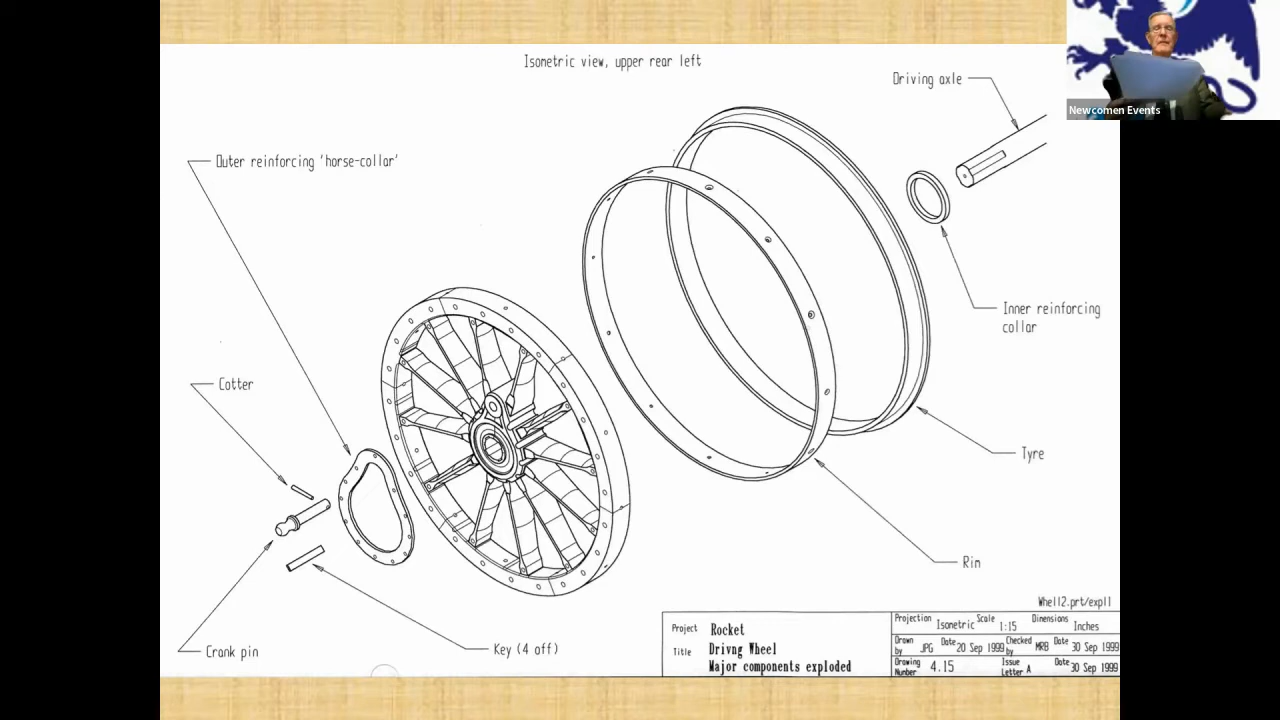 Isometric view, upper rear left
Driving axle
Newcomen Events
Outer reinforcing 'horse-collar'
Inner reinforcing
collar
Cotter
Tyre
Rin
Crank pin
Key (4 off)
Whell2.prt/expl1
Project Rocket
Title Drivng Wheel
Major components exploded
Projection Isometric Scale 1:15 Dimensions Inches
Drawn by JPG Date 20 Sep 1999 Checked by MRB Date 30 Sep 1999
Drawing Number 4.15 Issue Letter A Date 30 Sep 1999